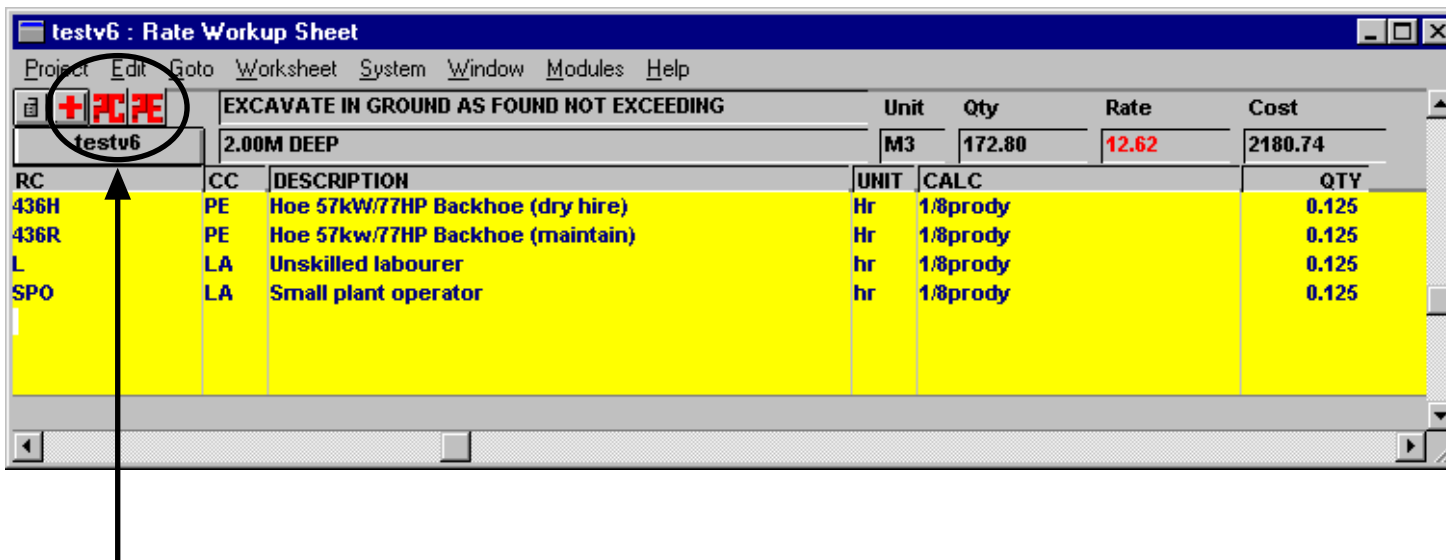 testv6 : Rate Workup Sheet
Project Edit Goto Worksheet System Window Modules Help
EXCAVATE IN GROUND AS FOUND NOT EXCEEDING Unit Qty Rate Cost
testv6 2.00M DEEP M3 172.80 12.62 2180.74
RC CC DESCRIPTION UNIT CALC QTY
436H PE Hoe 57kW/77HP Backhoe (dry hire) Hr 1/8prody 0.125
436R PE Hoe 57kw/77HP Backhoe (maintain) Hr 1/8prody 0.125
L LA Unskilled labourer hr 1/8prody 0.125
SPO LA Small plant operator hr 1/8prody 0.125